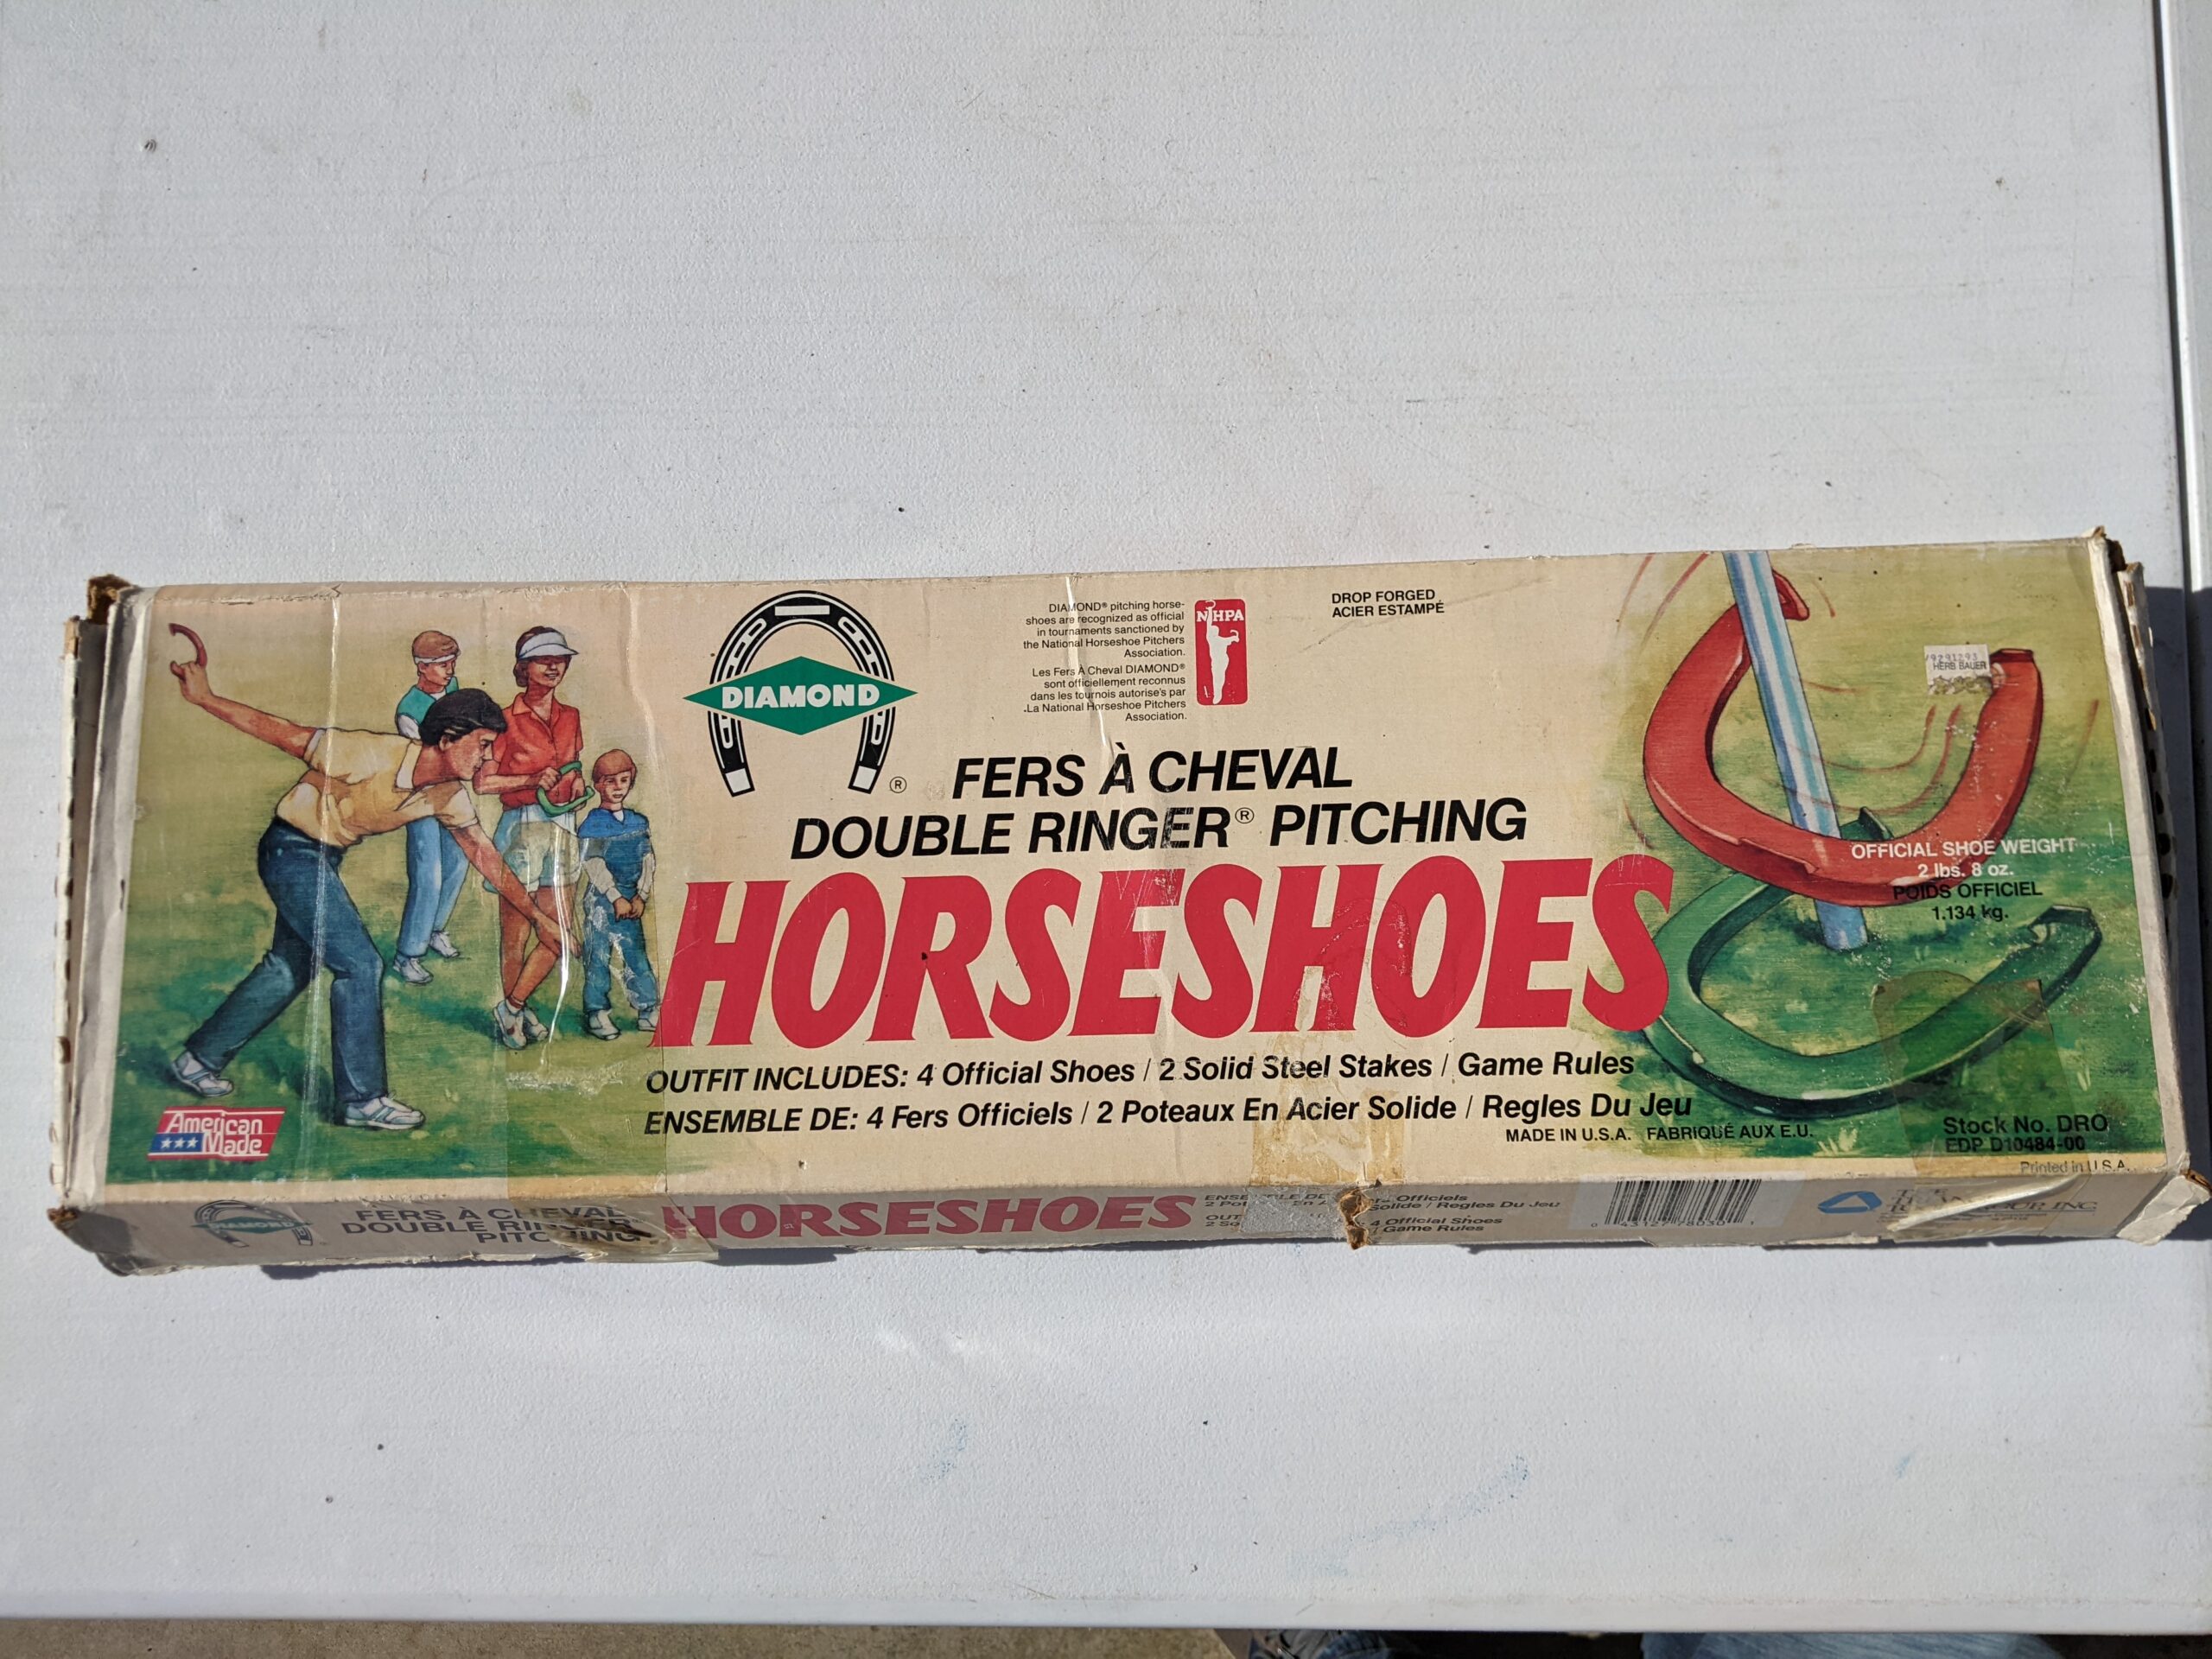 DIAMOND
®
DIAMOND® pitching horse-
shoes are recognized as official
in tournaments sanctioned by
the National Horseshoe Pitchers
Association.
Les Fers À Cheval DIAMOND®
sont officiellement reconnus
dans les tournois autorise's par
La National Horseshoe Pitchers
Association.
NHPA
DROP FORGED
ACIER ESTAMPÉ
HERB BAUER
FERS À CHEVAL
DOUBLE RINGER® PITCHING
HORSESHOES
OFFICIAL SHOE WEIGHT
2 lbs. 8 oz.
POIDS OFFICIEL
1.134 kg.
OUTFIT INCLUDES: 4 Official Shoes / 2 Solid Steel Stakes / Game Rules
ENSEMBLE DE: 4 Fers Officiels / 2 Poteaux En Acier Solide / Regles Du Jeu
MADE IN U.S.A. FABRIQUÉ AUX E.U.
American
Made
Stock No. DRO
EDP D10484-00
Printed in U.S.A.
DIAMOND
FERS À CHEVAL
DOUBLE
HORSESHOES
Officiels
Solide / Regles Du Jeu
4 Official Shoes
Game Rules
INC